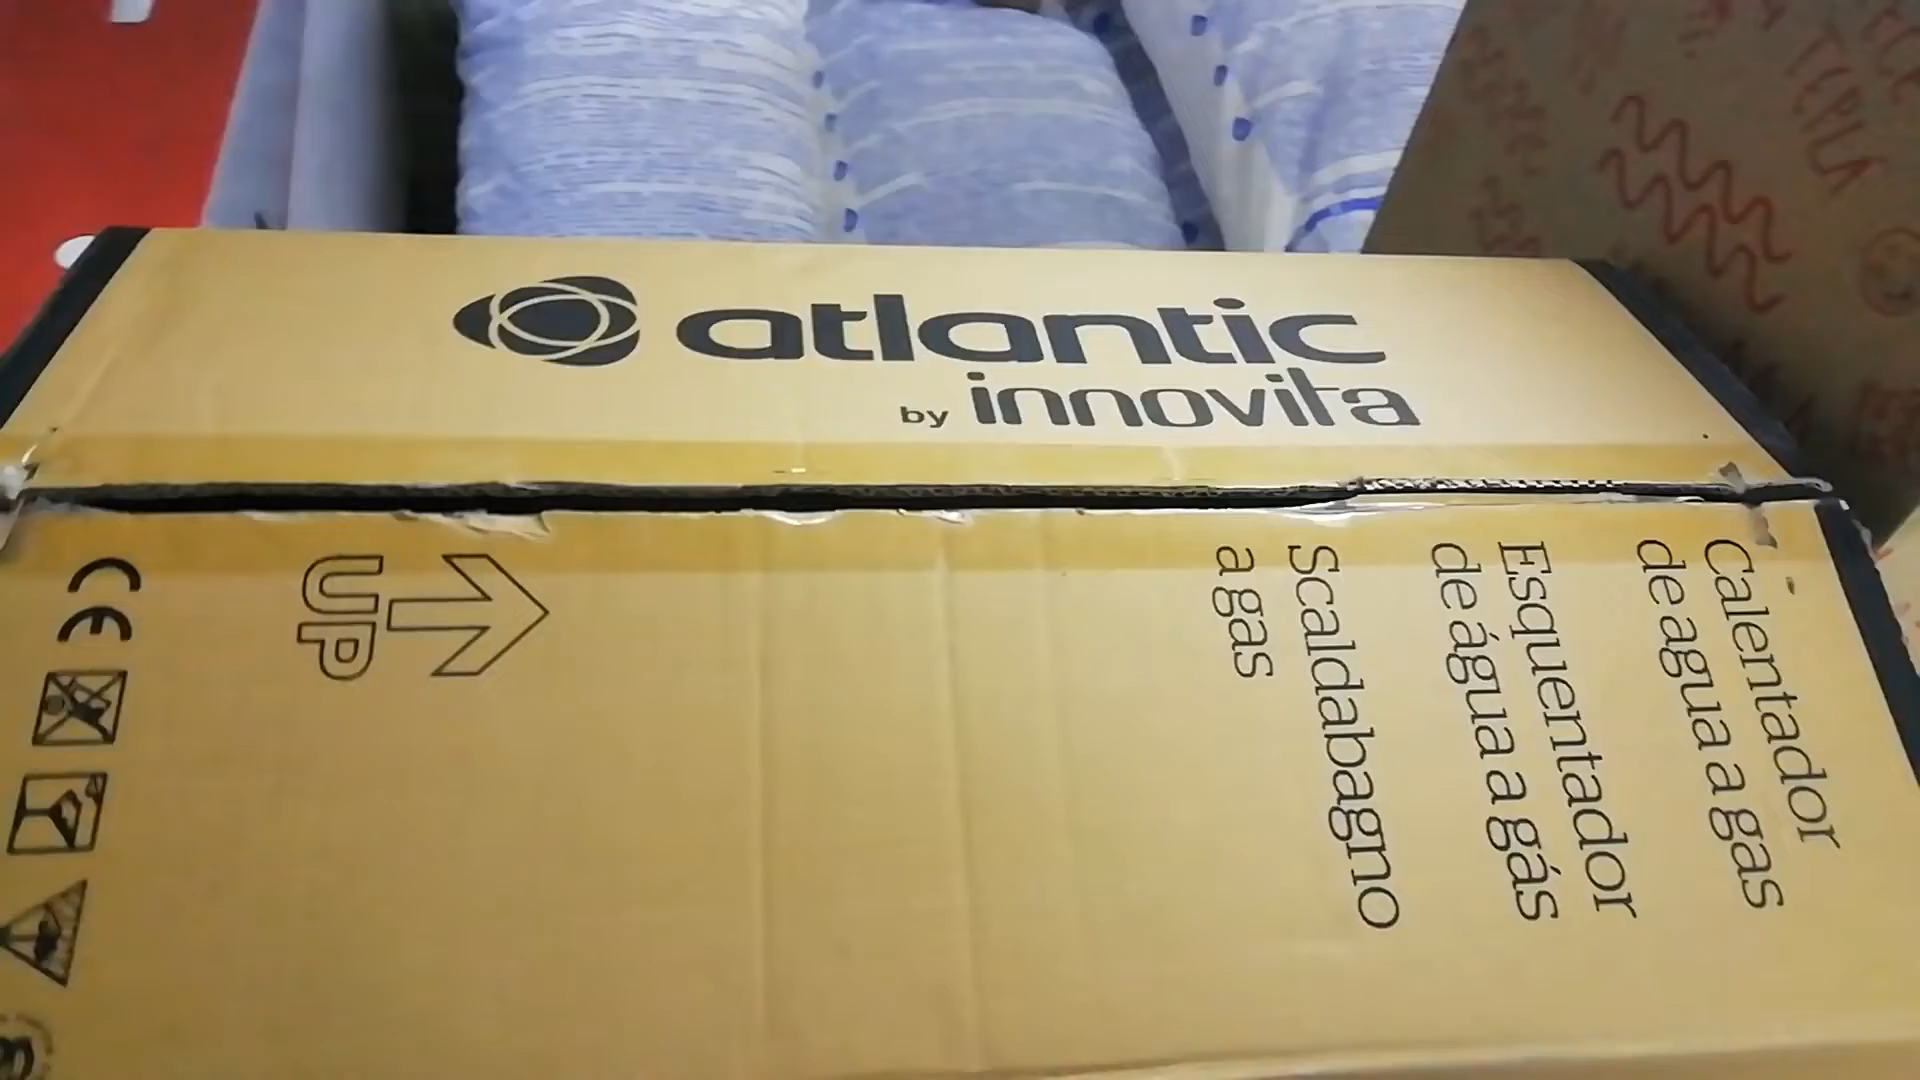 atlantic
by innovita
Calentador
de agua a gas
Esquentador
de água a gás
Scaldabagno
a gas
UP
CE